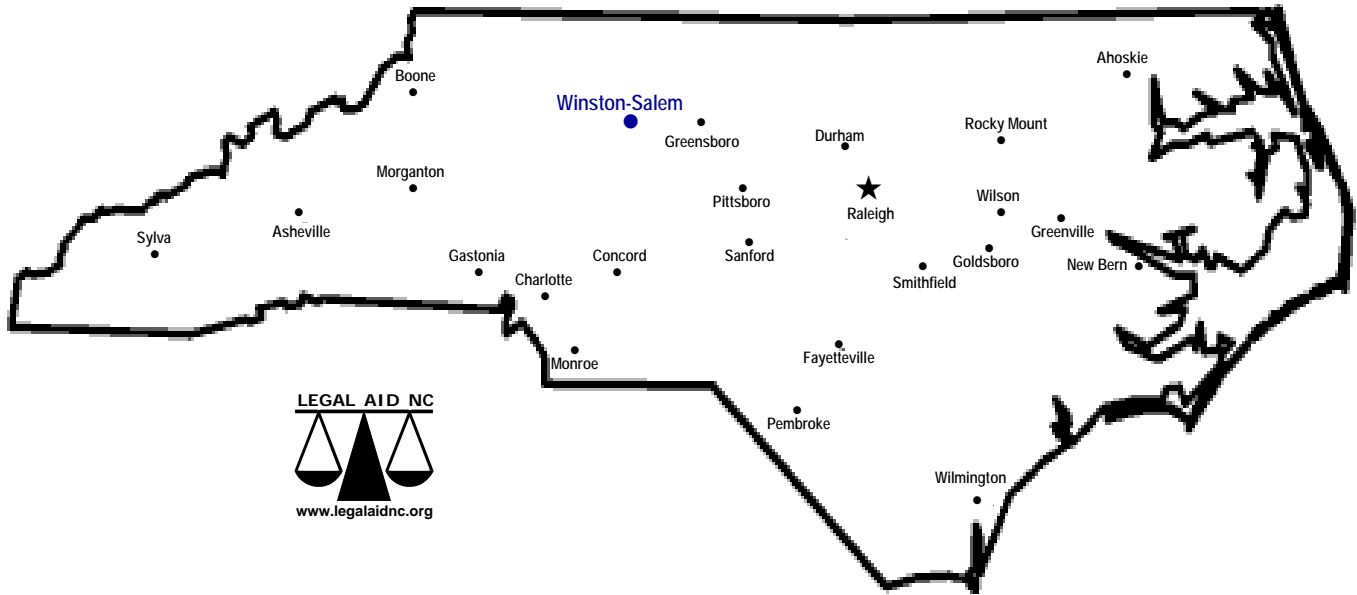 Ahoskie
Boone
Winston-Salem
Rocky Mount
Durham
Greensboro
Morganton
Wilson
Pittsboro
Raleigh
Greenville
Asheville
Sylva
Gastonia
Concord
Sanford
Goldsboro
New Bern
Charlotte
Smithfield
Monroe
Fayetteville
LEGAL AID NC
Pembroke
Wilmington
www.legalaidnc.org